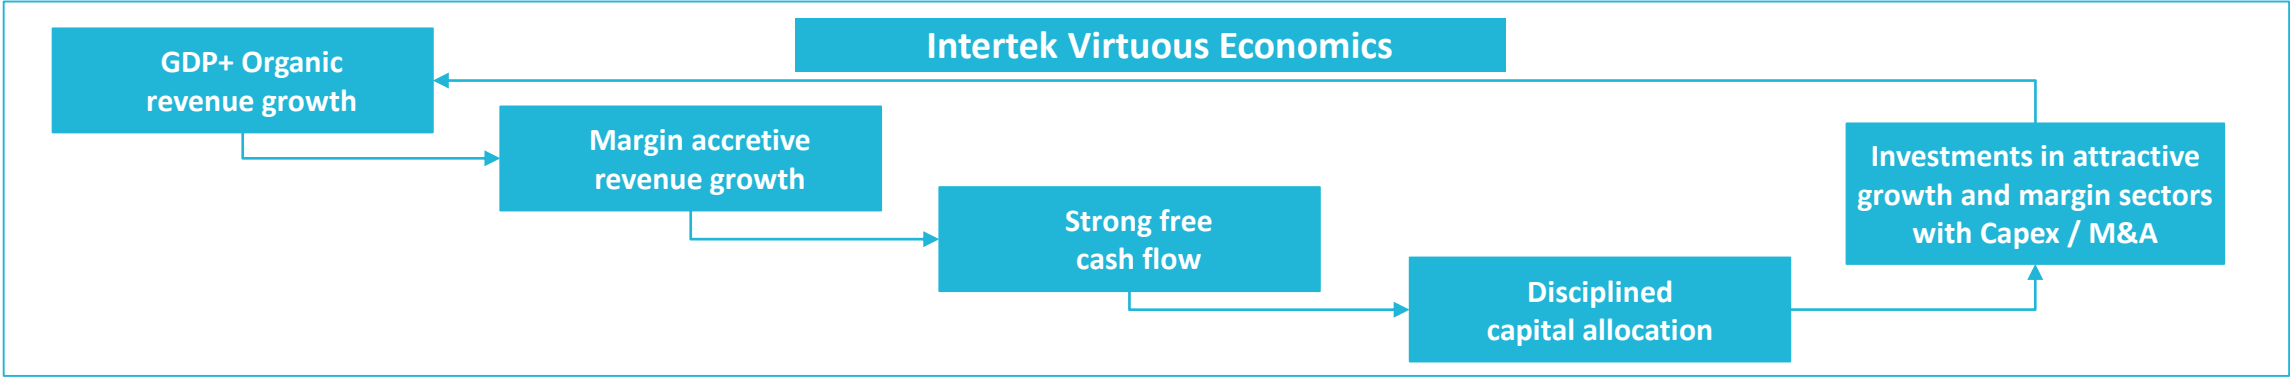 Intertek Virtuous Economics
GDP+ Organic
revenue growth
Margin accretive
revenue growth
Strong free
cash flow
Disciplined
capital allocation
Investments in attractive
growth and margin sectors
with Capex / M&A